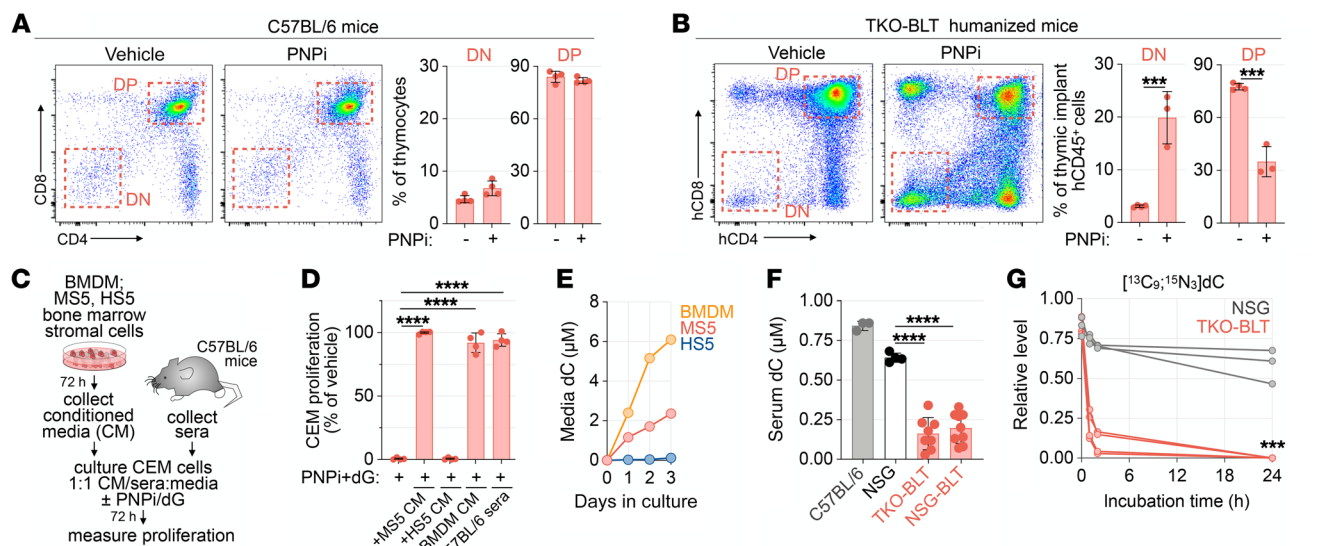 A
C57BL/6 mice
Vehicle
PNPi
DN
DP
DP
DN
CD8
CD4
% of thymocytes
30
20
10
0
90
60
30
0
PNPi:
-
+
-
+
B
TKO-BLT humanized mice
Vehicle
PNPi
DN
DP
DP
DN
hCD8
hCD4
% of thymic implant
hCD45+ cells
30
20
10
0
***
90
60
30
0
***
PNPi:
-
+
-
+
C
BMDM;
MS5, HS5
bone marrow
stromal cells
C57BL/6
mice
72 h
collect
conditioned
media (CM)
collect
sera
culture CEM cells
1:1 CM/sera:media
± PNPi/dG
72 h
measure proliferation
D
CEM proliferation
(% of vehicle)
100
50
0
****
****
****
PNPi+dG:
+
+
+
+
+
+MS5 CM
+HS5 CM
BMDM CM
57BL/6 sera
E
Media dC (µM)
8
6
4
2
0
BMDM
MS5
HS5
0
1
2
3
Days in culture
F
Serum dC (µM)
1.00
0.75
0.50
0.25
0.00
****
****
C57BL/6
NSG
TKO-BLT
NSG-BLT
G
[¹³C₉;¹⁵N₃]dC
NSG
TKO-BLT
Relative level
1.00
0.75
0.50
0.25
0.00
***
0
6
12
18
24
Incubation time (h)